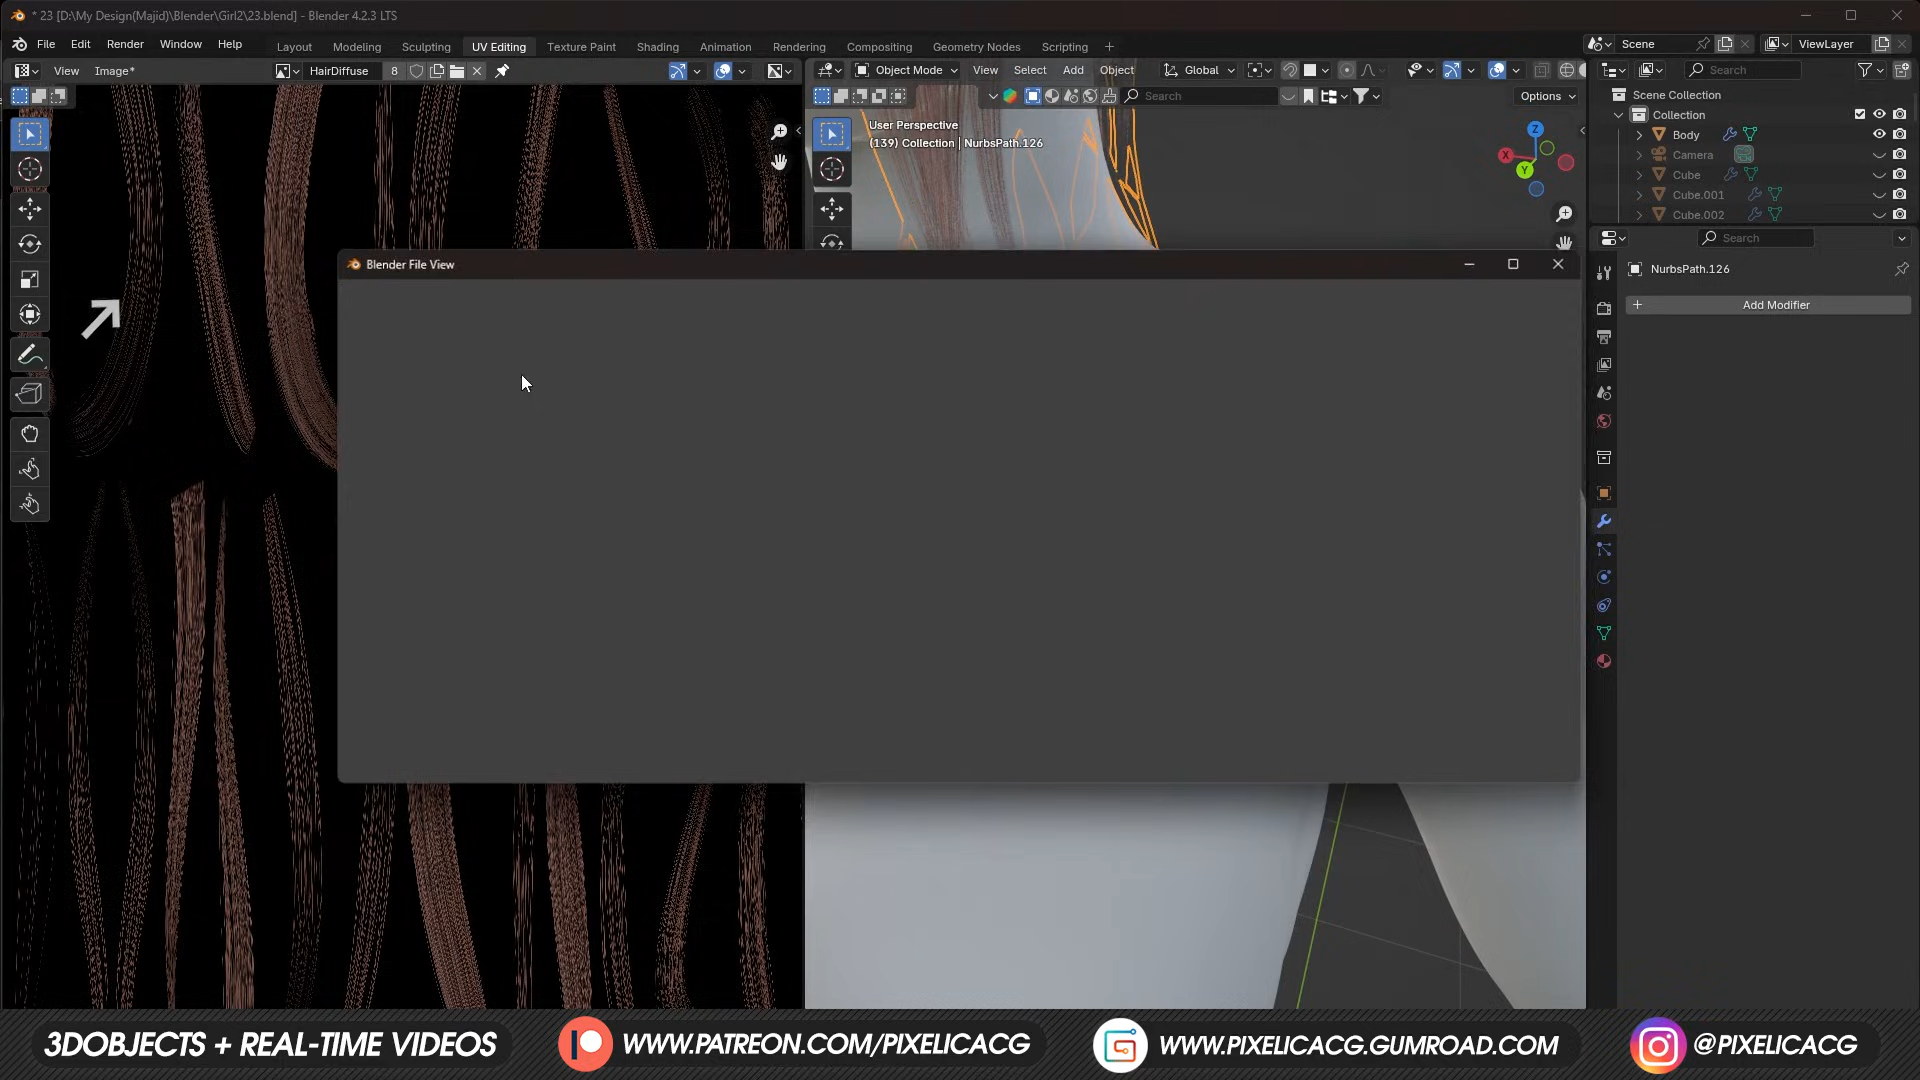 * 23 [D:\My Design(Majid)\Blender\Girl2\23.blend] - Blender 4.2.3 LTS
File Edit Render Window Help Layout Modeling Sculpting UV Editing Texture Paint Shading Animation Rendering Compositing Geometry Nodes Scripting + Scene ViewLayer
View Image* HairDiffuse 8 Object Mode View Select Add Object Global Search
Search Options
Scene Collection
Collection
Body
Camera
Cube
Cube.001
Cube.002
User Perspective
(139) Collection | NurbsPath.126
X Y Z
Search
NurbsPath.126
+ Add Modifier
Blender File View
3DOBJECTS + REAL-TIME VIDEOS WWW.PATREON.COM/PIXELICACG WWW.PIXELICACG.GUMROAD.COM @PIXELICACG